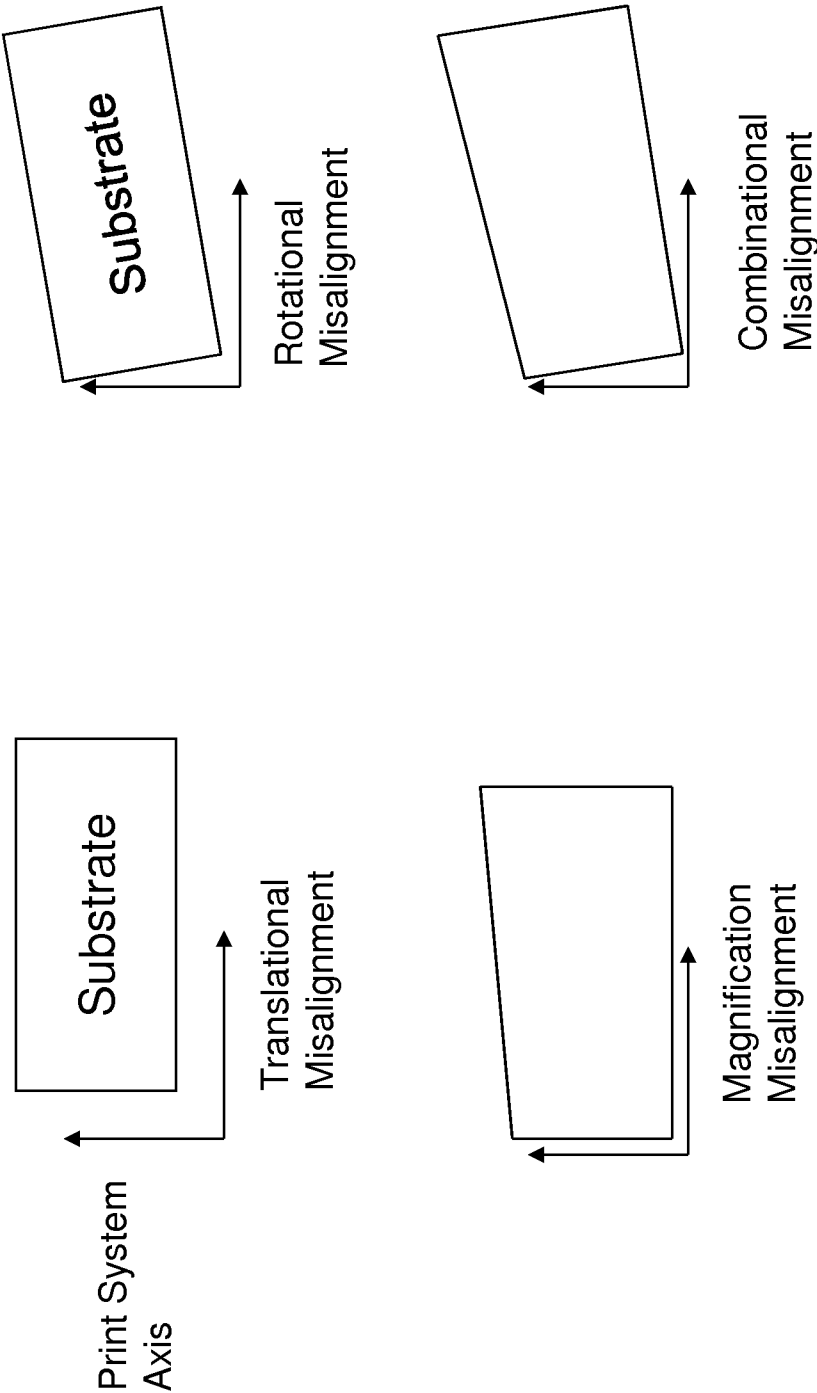 Print System
Axis
Substrate
Translational
Misalignment
Substrate
Rotational
Misalignment
Magnification
Misalignment
Combinational
Misalignment